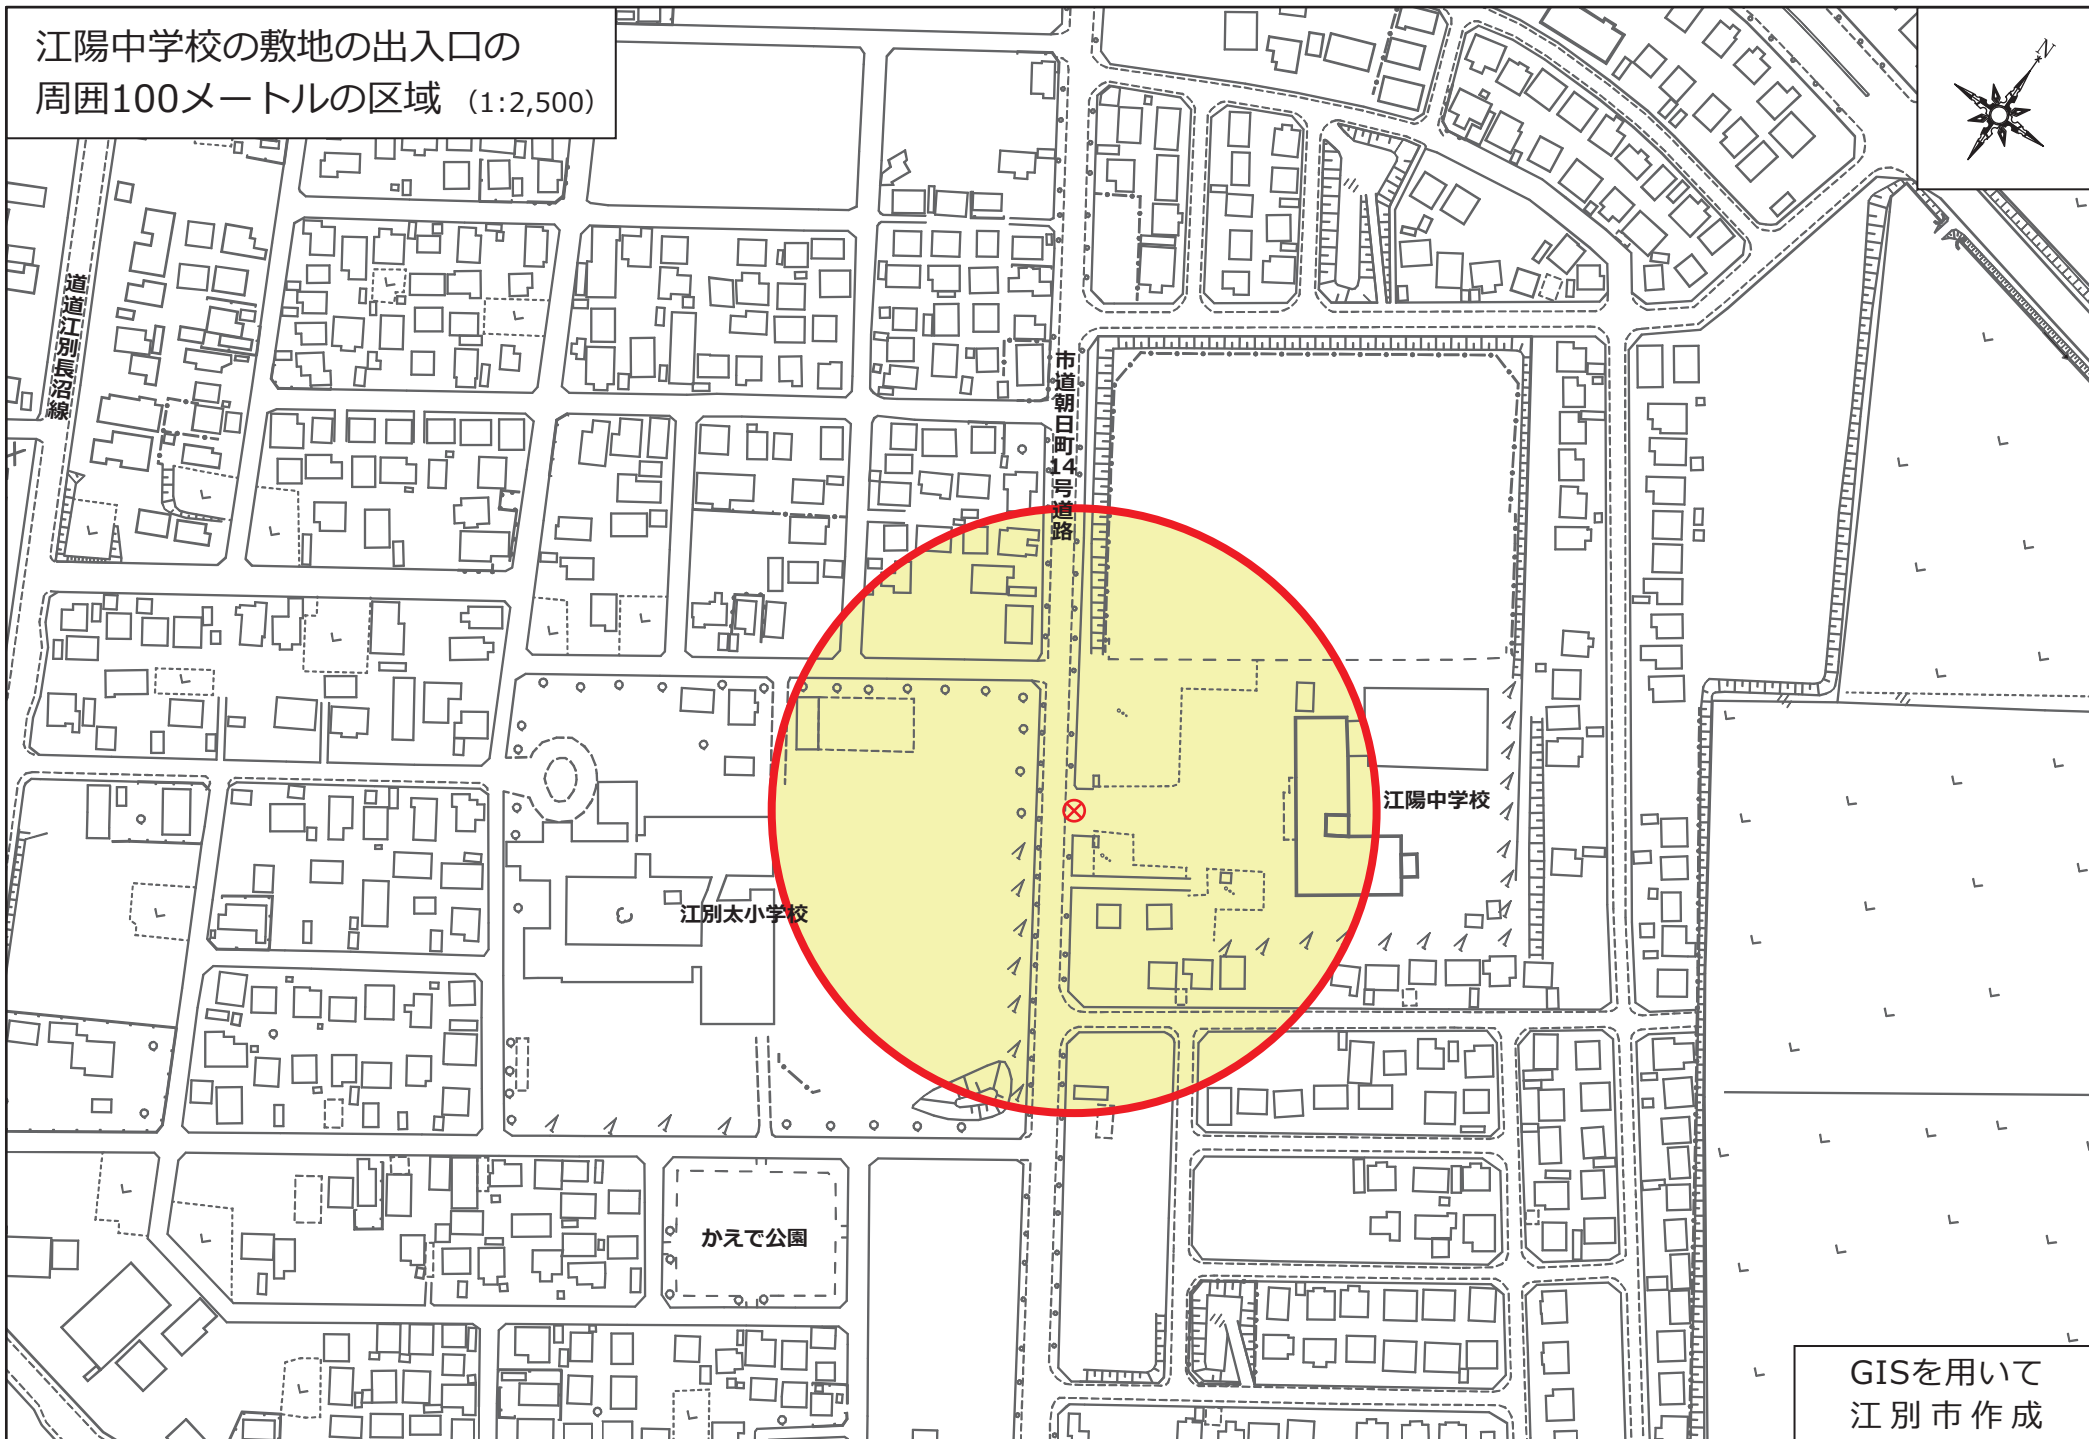 江陽中学校の敷地の出入口の
周囲100メートルの区域 （1:2,500）
N
道道江別長沼線
市道朝日町14号道路
江陽中学校
江別太小学校
かえで公園
GISを用いて
江別市作成